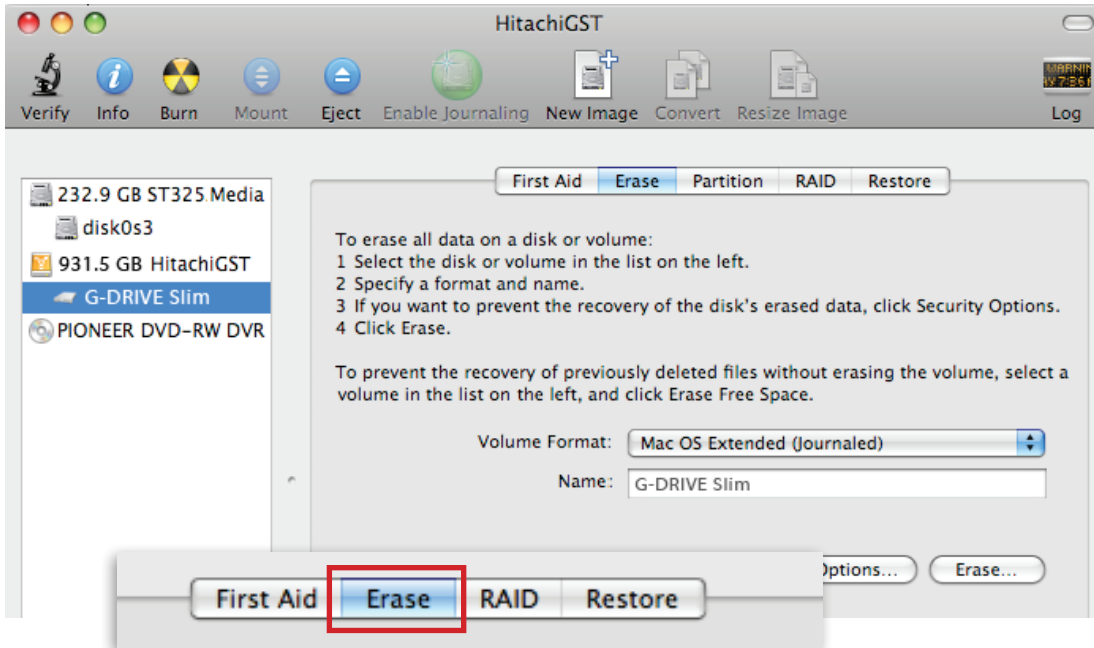 HitachiGST
Verify Info Burn Mount Eject Enable Journaling New Image Convert Resize Image Log
232.9 GB ST325 Media
disk0s3
931.5 GB HitachiGST
G-DRIVE Slim
PIONEER DVD-RW DVR
First Aid Erase Partition RAID Restore
To erase all data on a disk or volume:
1 Select the disk or volume in the list on the left.
2 Specify a format and name.
3 If you want to prevent the recovery of the disk's erased data, click Security Options.
4 Click Erase.
To prevent the recovery of previously deleted files without erasing the volume, select a
volume in the list on the left, and click Erase Free Space.
Volume Format: Mac OS Extended (Journaled)
Name: G-DRIVE Slim
Options... Erase...
First Aid Erase RAID Restore